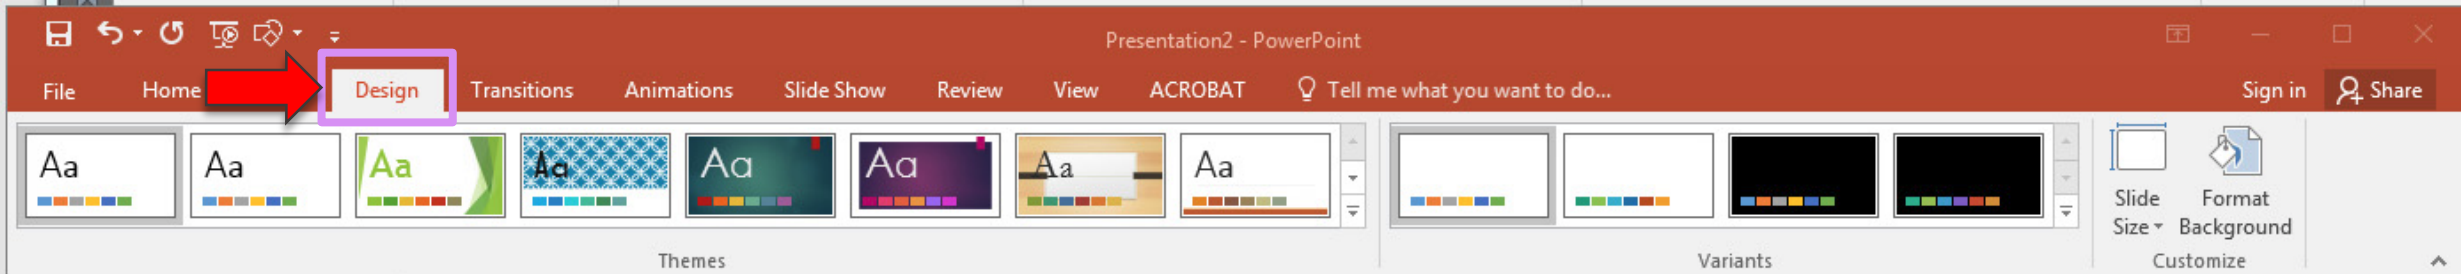 Presentation2 - PowerPoint
File Home Design Transitions Animations Slide Show Review View ACROBAT Tell me what you want to do... Sign in Share
Aa Aa Aa Aa Aa Aa Aa Aa
Slide Size
Format Background
Themes Variants Customize